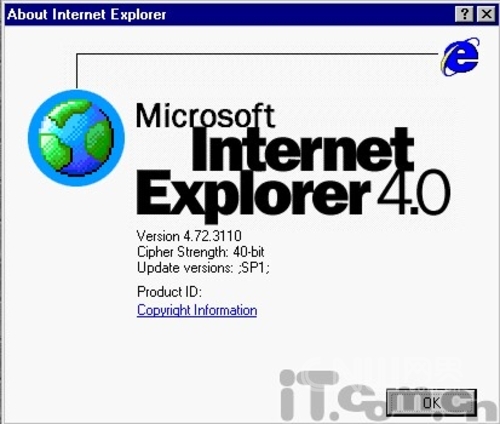 About Internet Explorer
Microsoft
Internet
Explorer 4.0
Version 4.72.3110
Cipher Strength: 40-bit
Update versions: ;SP1;
Product ID:
Copyright Information
iT.com.cn
OK